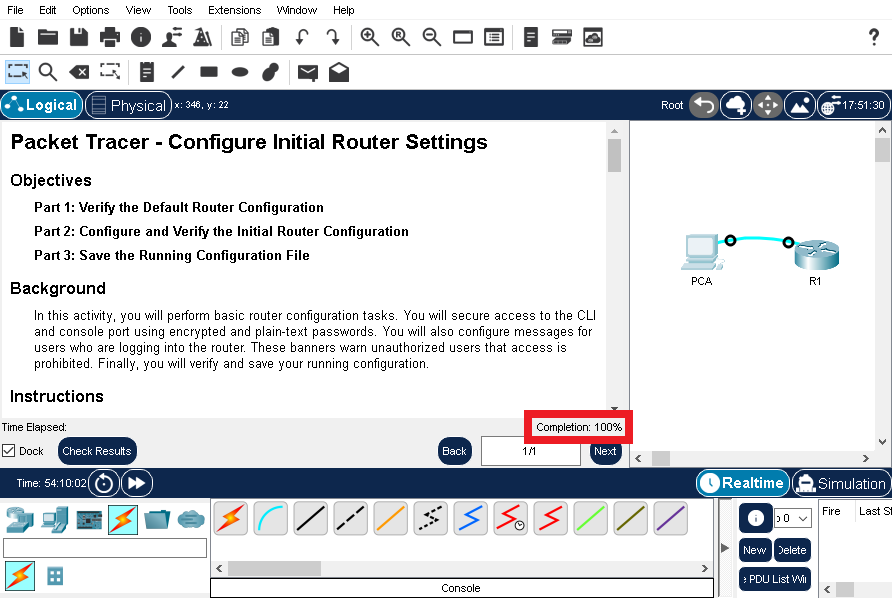 File Edit Options View Tools Extensions Window Help
?
Logical Physical x: 346, y: 22 Root 17:51:30
Packet Tracer - Configure Initial Router Settings
Objectives
Part 1: Verify the Default Router Configuration
Part 2: Configure and Verify the Initial Router Configuration
Part 3: Save the Running Configuration File
Background
In this activity, you will perform basic router configuration tasks. You will secure access to the CLI
and console port using encrypted and plain-text passwords. You will also configure messages for
users who are logging into the router. These banners warn unauthorized users that access is
prohibited. Finally, you will verify and save your running configuration.
Instructions
PCA R1
Time Elapsed: Completion: 100%
Dock Check Results Back 1/1 Next
Time: 54:10:02 Realtime Simulation
0 Fire Last St
New Delete
PDU List Wi
Console